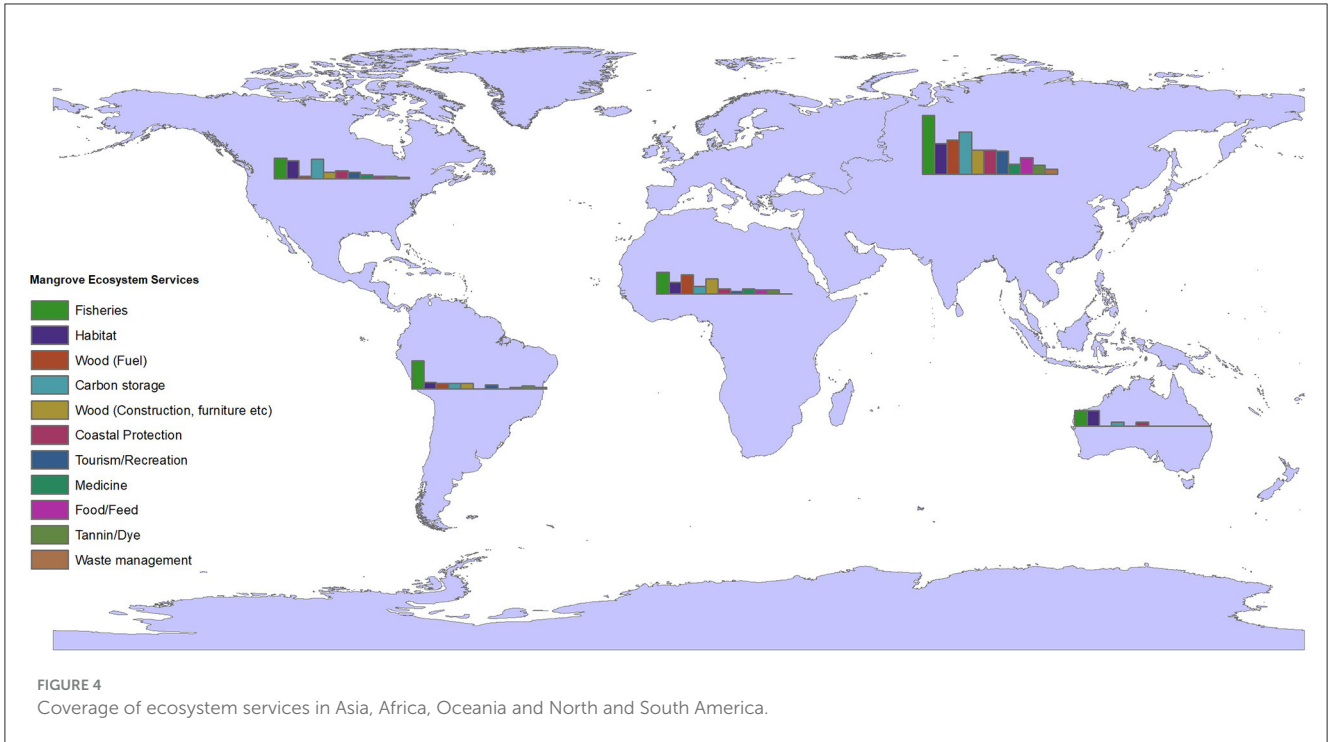 Mangrove Ecosystem Services
Fisheries
Habitat
Wood (Fuel)
Carbon storage
Wood (Construction, furniture etc)
Coastal Protection
Tourism/Recreation
Medicine
Food/Feed
Tannin/Dye
Waste management
FIGURE 4
Coverage of ecosystem services in Asia, Africa, Oceania and North and South America.